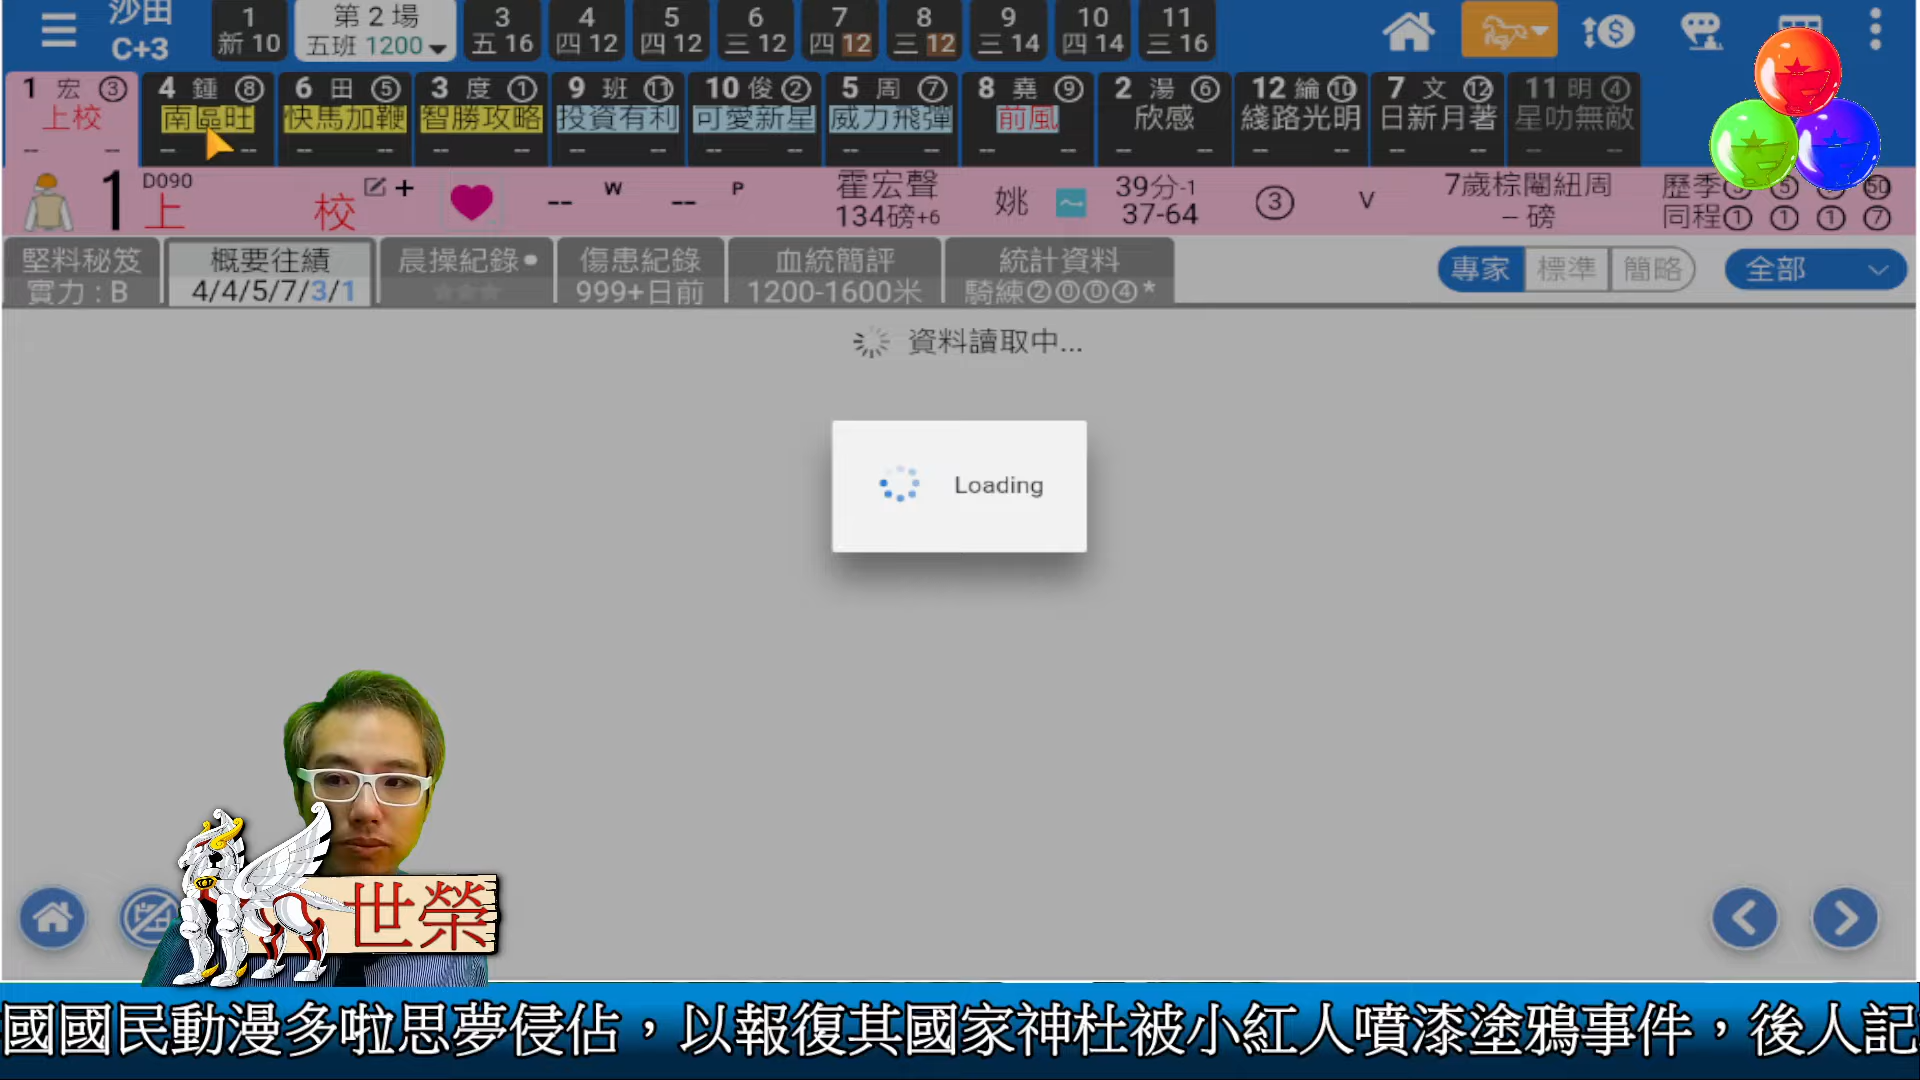 沙田
C+3
1
新 10
第 2 場
五班 1200
3
五 16
4
四 12
5
四 12
6
三 12
7
四 12
8
三 12
9
三 14
10
四 14
11
三 16
1 宏 ③
上校
-- --
4 鍾 ⑧
南區旺
-- --
6 田 ⑤
快馬加鞭
-- --
3 度 ①
智勝攻略
-- --
9 班 ⑪
投資有利
-- --
10 俊 ②
可愛新星
-- --
5 周 ⑦
威力飛彈
-- --
8 堯 ⑨
前風
-- --
2 湯 ⑥
欣感
-- --
12 綸 ⑩
綫路光明
-- --
7 文 ⑫
日新月著
-- --
11 明 ④
星叻無敵
-- --
1
D090
上 校
+
-- W -- P
霍宏聲
134磅+6
姚
39分-1
37-64
③
V
7歲棕閹紐周
– 磅
歷季 ⑤ 50
同程① ① ① ⑦
堅料秘笈
實力 : B
概要往績
4/4/5/7/3/1
晨操紀錄●
★★★
傷患紀錄
999+日前
血統簡評
1200-1600米
統計資料
騎練②⓪⓪④*
專家
標準
簡略
全部
資料讀取中...
Loading
世榮
國國民動漫多啦思夢侵佔，以報復其國家神杜被小紅人噴漆塗鴉事件，後人記